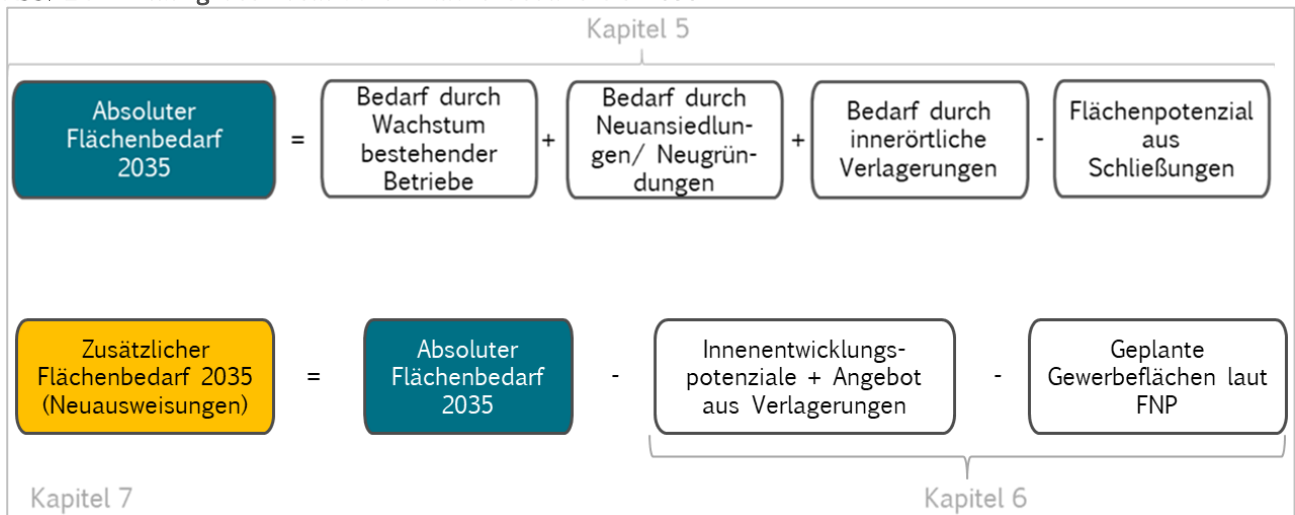 Kapitel 5
Absoluter
Flächenbedarf
2035
=
Bedarf durch
Wachstum
bestehender
Betriebe
+
Bedarf durch
Neuansiedlun-
gen/ Neugrün-
dungen
+
Bedarf durch
innerörtliche
Verlagerungen
-
Flächenpotenzial
aus
Schließungen
Zusätzlicher
Flächenbedarf 2035
(Neuausweisungen)
=
Absoluter
Flächenbedarf
2035
-
Innenentwicklungs-
potenziale + Angebot
aus Verlagerungen
-
Geplante
Gewerbeflächen laut
FNP
Kapitel 7
Kapitel 6